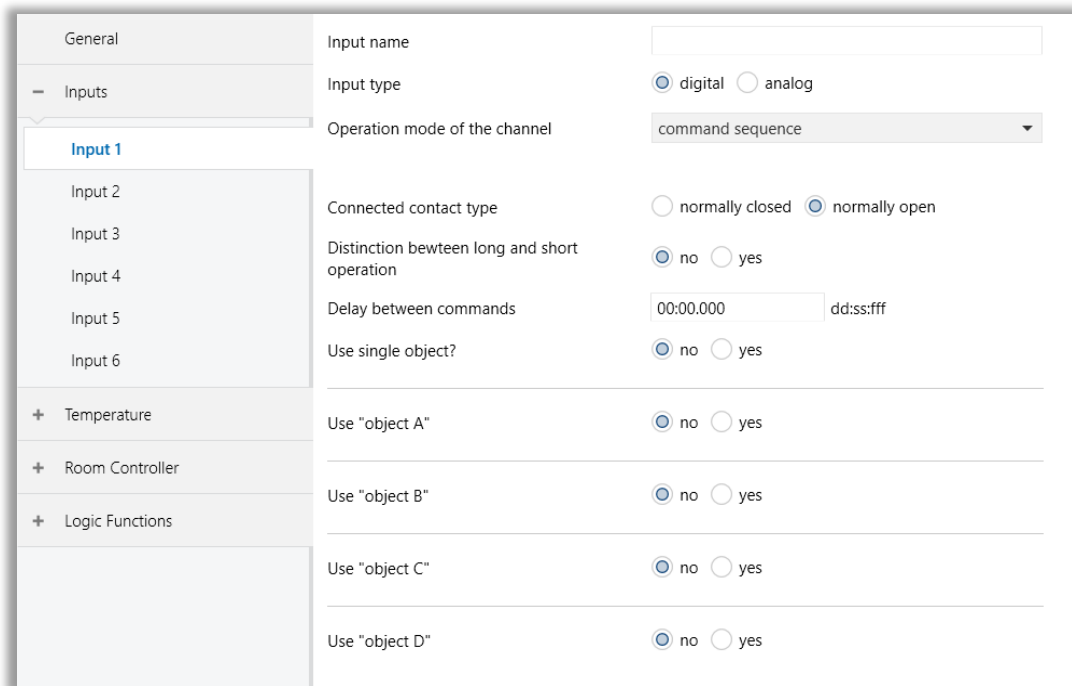 General
Inputs
Input 1
Input 2
Input 3
Input 4
Input 5
Input 6
Temperature
Room Controller
Logic Functions
Input name
Input type digital analog
Operation mode of the channel command sequence
Connected contact type normally closed normally open
Distinction bewteen long and short
operation no yes
Delay between commands 00:00.000 dd:ss:fff
Use single object? no yes
Use "object A" no yes
Use "object B" no yes
Use "object C" no yes
Use "object D" no yes